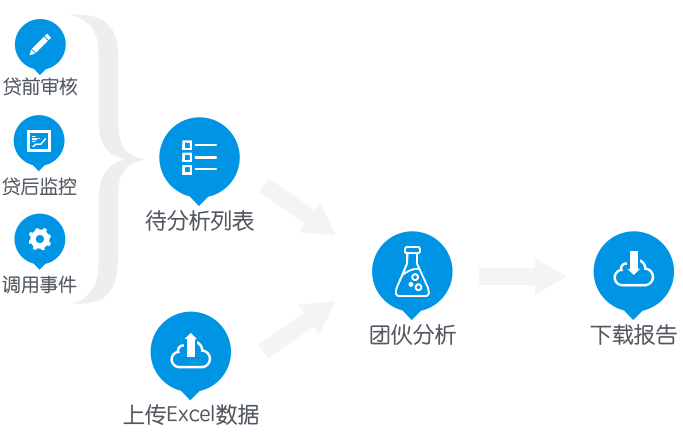 贷前审核
贷后监控
调用事件
待分析列表
上传Excel数据
团伙分析
下载报告